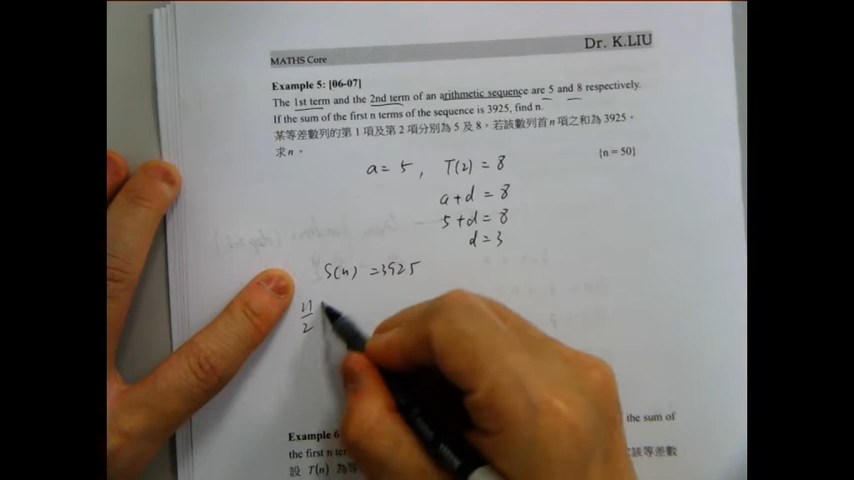 MATHS Core
Dr. K.LIU
Example 5: [06-07]
The 1st term and the 2nd term of an arithmetic sequence are 5 and 8 respectively.
If the sum of the first n terms of the sequence is 3925, find n.
某等差數列的第 1 項及第 2 項分別為 5 及 8。若該數列首 n 項之和為 3925。
求 n。
{n = 50}
a = 5 , T(2) = 8
a+d = 8
5+d = 8
d = 3
S(n) = 3925
n
2
Example 6
the sum of
the first n ter
設 T(n) 為等
該等差數